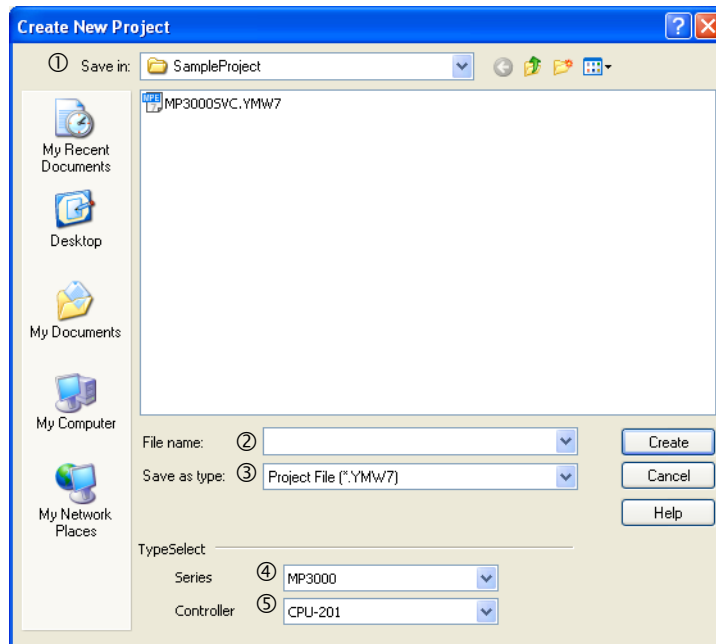 Create New Project
① Save in: SampleProject
MP3000SVC.YMW7
My Recent
Documents
Desktop
My Documents
My Computer
My Network
Places
File name: ②
Create
Save as type: ③ Project File (*.YMW7)
Cancel
Help
TypeSelect
Series ④ MP3000
Controller ⑤ CPU-201